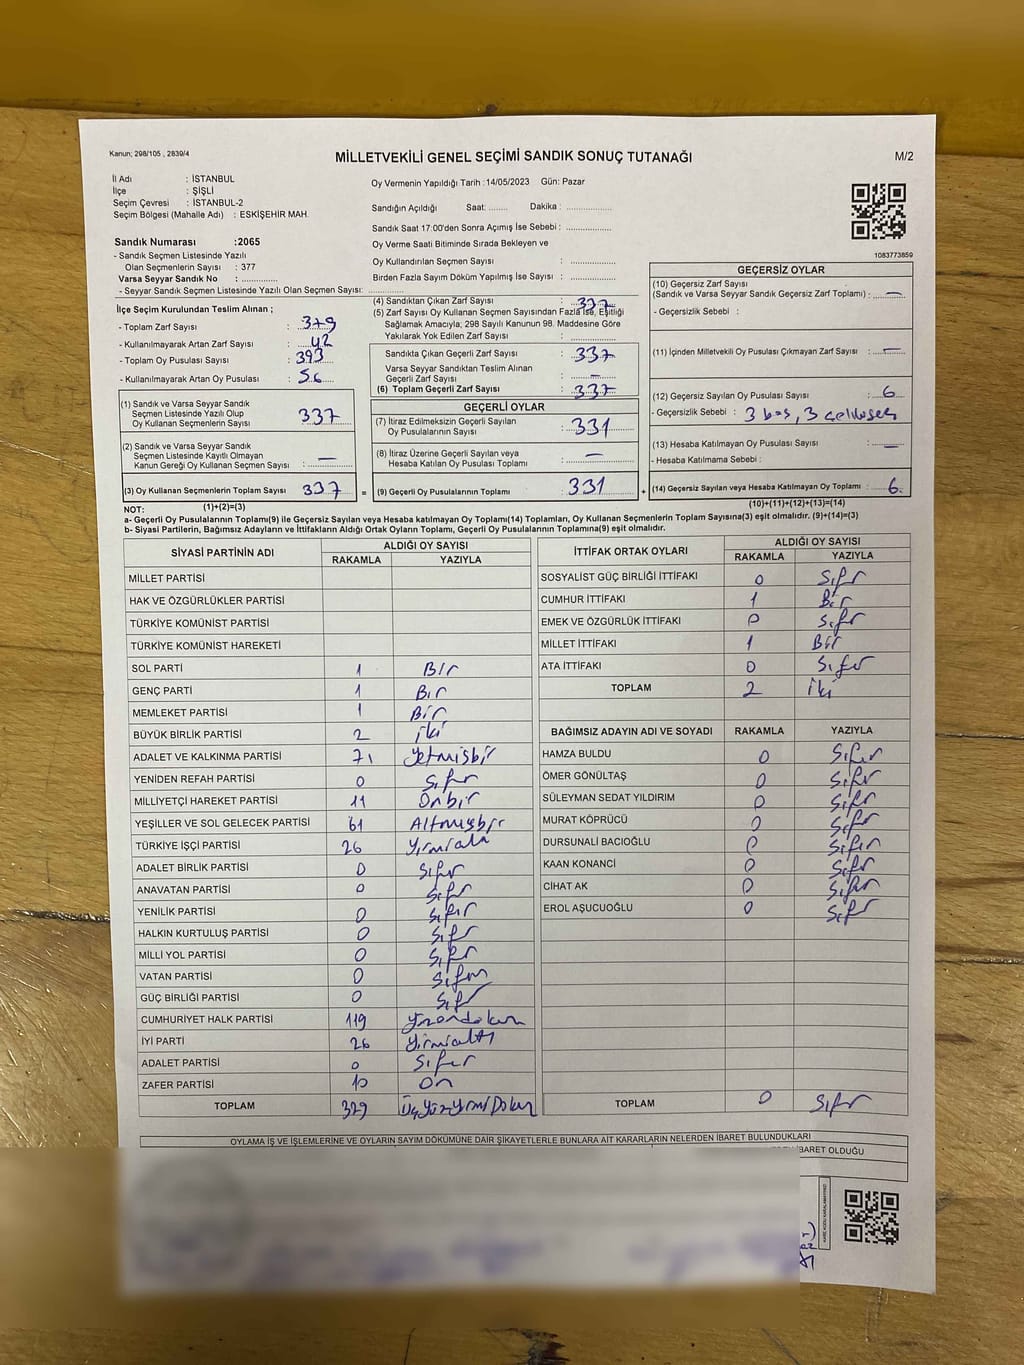 Kanun; 298/105 , 2839/4
MİLLETVEKİLİ GENEL SEÇİMİ SANDIK SONUÇ TUTANAĞI
M/2
İl Adı : İSTANBUL
İlçe : ŞİŞLİ
Seçim Çevresi : İSTANBUL-2
Seçim Bölgesi (Mahalle Adı) : ESKİŞEHİR MAH.
Sandık Numarası :2065
- Sandık Seçmen Listesinde Yazılı
Olan Seçmenlerin Sayısı : 377
Varsa Seyyar Sandık No : ..............
- Seyyar Sandık Seçmen Listesinde Yazılı Olan Seçmen Sayısı: ..............
Oy Vermenin Yapıldığı Tarih :14/05/2023 Gün: Pazar
Sandığın Açıldığı Saat: ....... Dakika : ................
Sandık Saat 17:00'den Sonra Açımış İse Sebebi : ................
Oy Verme Saati Bitiminde Sırada Bekleyen ve
Oy Kullandırılan Seçmen Sayısı : ................
Birden Fazla Sayım Döküm Yapılmış İse Sayısı : ................
1083773859
İlçe Seçim Kurulundan Teslim Alınan ;
- Toplam Zarf Sayısı : 379
- Kullanılmayarak Artan Zarf Sayısı : 42
- Toplam Oy Pusulası Sayısı : 393
- Kullanılmayarak Artan Oy Pusulası : 56
(1) Sandık ve Varsa Seyyar Sandık
Seçmen Listesinde Yazılı Olup
Oy Kullanan Seçmenlerin Sayısı : 337
(2) Sandık ve Varsa Seyyar Sandık
Seçmen Listesinde Kayıtlı Olmayan
Kanun Gereği Oy Kullanan Seçmen Sayısı : —
(3) Oy Kullanan Seçmenlerin Toplam Sayısı : 337 =
(4) Sandıktan Çıkan Zarf Sayısı : 337
(5) Zarf Sayısı Oy Kullanan Seçmen Sayısından Fazla İse, Eşitliği
Sağlamak Amacıyla; 298 Sayılı Kanunun 98. Maddesine Göre
Yakılarak Yok Edilen Zarf Sayısı : ................
Sandıkta Çıkan Geçerli Zarf Sayısı : 337
Varsa Seyyar Sandıktan Teslim Alınan
Geçerli Zarf Sayısı : —
(6) Toplam Geçerli Zarf Sayısı : 337
GEÇERLİ OYLAR
(7) İtiraz Edilmeksizin Geçerli Sayılan
Oy Pusulalarının Sayısı : 331
(8) İtiraz Üzerine Geçerli Sayılan veya
Hesaba Katılan Oy Pusulası Toplamı : —
(9) Geçerli Oy Pusulalarının Toplamı : 331 +
GEÇERSİZ OYLAR
(10) Geçersiz Zarf Sayısı
(Sandık ve Varsa Seyyar Sandık Geçersiz Zarf Toplamı) : —
- Geçersizlik Sebebi :
(11) İçinden Milletvekili Oy Pusulası Çıkmayan Zarf Sayısı : —
(12) Geçersiz Sayılan Oy Pusulası Sayısı : 6
- Geçersizlik Sebebi : 3 boş, 3
(13) Hesaba Katılmayan Oy Pusulası Sayısı : —
- Hesaba Katılmama Sebebi :
(14) Geçersiz Sayılan veya Hesaba Katılmayan Oy Toplamı : 6
NOT: (1)+(2)=(3)
(10)+(11)+(12)+(13)=(14)
a- Geçerli Oy Pusulalarının Toplamı(9) ile Geçersiz Sayılan veya Hesaba katılmayan Oy Toplamı(14) Toplamları, Oy Kullanan Seçmenlerin Toplam Sayısına(3) eşit olmalıdır. (9)+(14)=(3)
b- Siyasi Partilerin, Bağımsız Adayların ve İttifakların Aldığı Ortak Oyların Toplamı, Geçerli Oy Pusulalarının Toplamına(9) eşit olmalıdır.
SİYASİ PARTİNİN ADI
ALDIĞI OY SAYISI
RAKAMLA YAZIYLA
MİLLET PARTİSİ
HAK VE ÖZGÜRLÜKLER PARTİSİ
TÜRKİYE KOMÜNİST PARTİSİ
TÜRKİYE KOMÜNİST HAREKETİ
SOL PARTİ 1 Bir
GENÇ PARTİ 1 Bir
MEMLEKET PARTİSİ 1 Bir
BÜYÜK BİRLİK PARTİSİ 2 iki
ADALET VE KALKINMA PARTİSİ 71 Yetmişbir
YENİDEN REFAH PARTİSİ 0 Sıfır
MİLLİYETÇİ HAREKET PARTİSİ 11 Onbir
YEŞİLLER VE SOL GELECEK PARTİSİ 61 Altmışbir
TÜRKİYE İŞÇİ PARTİSİ 26 Yirmialtı
ADALET BİRLİK PARTİSİ 0 Sıfır
ANAVATAN PARTİSİ 0 Sıfır
YENİLİK PARTİSİ 0 Sıfır
HALKIN KURTULUŞ PARTİSİ 0 Sıfır
MİLLİ YOL PARTİSİ 0 Sıfır
VATAN PARTİSİ 0 Sıfır
GÜÇ BİRLİĞİ PARTİSİ 0 Sıfır
CUMHURİYET HALK PARTİSİ 119 Yüzondokuz
İYİ PARTİ 26 Yirmialtı
ADALET PARTİSİ 0 Sıfır
ZAFER PARTİSİ 10 On
TOPLAM 329 ÜçyüzyirmiDokuz
İTTİFAK ORTAK OYLARI
ALDIĞI OY SAYISI
RAKAMLA YAZIYLA
SOSYALİST GÜÇ BİRLİĞİ İTTİFAKI 0 Sıfır
CUMHUR İTTİFAKI 1 Bir
EMEK VE ÖZGÜRLÜK İTTİFAKI 0 Sıfır
MİLLET İTTİFAKI 1 Bir
ATA İTTİFAKI 0 Sıfır
TOPLAM 2 iki
BAĞIMSIZ ADAYIN ADI VE SOYADI RAKAMLA YAZIYLA
HAMZA BULDU 0 Sıfır
ÖMER GÖNÜLTAŞ 0 Sıfır
SÜLEYMAN SEDAT YILDIRIM 0 Sıfır
MURAT KÖPRÜCÜ 0 Sıfır
DURSUNALİ BACIOĞLU 0 Sıfır
KAAN KONANCİ 0 Sıfır
CİHAT AK 0 Sıfır
EROL AŞUCUOĞLU 0 Sıfır
TOPLAM 0 Sıfır
OYLAMA İŞ VE İŞLEMLERİNE VE OYLARIN SAYIM DÖKÜMÜNE DAİR ŞİKAYETLERLE BUNLARA AİT KARARLARIN NELERDEN İBARET BULUNDUKLARI
İBARET OLDUĞU